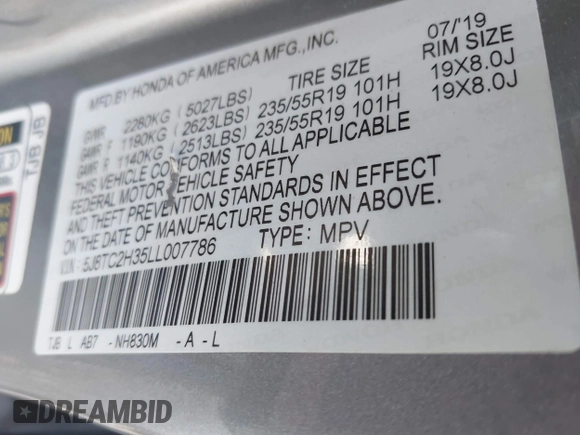 MFD.BY HONDA OF AMERICA MFG.,INC. 07/'19
TIRE SIZE RIM SIZE
GVWR 2280KG (5027LBS)
GAWR F 1190KG (2623LBS) 235/55R19 101H 19X8.0J
GAWR R 1140KG (2513LBS) 235/55R19 101H 19X8.0J
THIS VEHICLE CONFORMS TO ALL APPLICABLE
FEDERAL MOTOR VEHICLE SAFETY
AND THEFT PREVENTION STANDARDS IN EFFECT
ON THE DATE OF MANUFACTURE SHOWN ABOVE.
V.I.N.: 5J8TC2H35LL007786 TYPE: MPV
TJB L AB7 -NH830M -A-L
TJB JB
DREAMBID